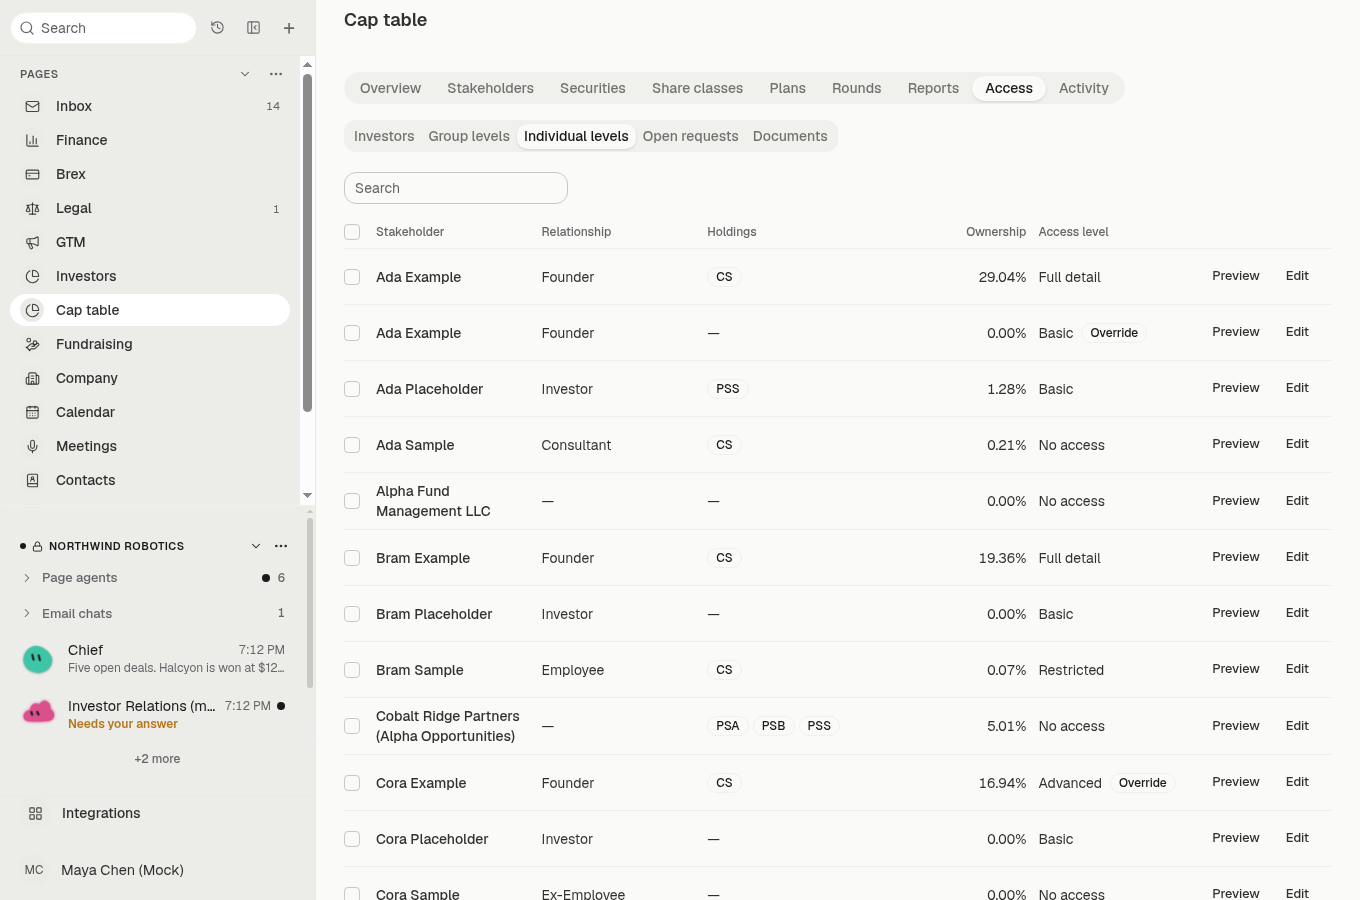 Search
PAGES
Inbox 14
Finance
Brex
Legal 1
GTM
Investors
Cap table
Fundraising
Company
Calendar
Meetings
Contacts
NORTHWIND ROBOTICS
Page agents 6
Email chats 1
Chief 7:12 PM
Five open deals. Halcyon is won at $12...
Investor Relations (m... 7:12 PM
Needs your answer
+2 more
Integrations
MC Maya Chen (Mock)
Cap table
Overview Stakeholders Securities Share classes Plans Rounds Reports Access Activity
Investors Group levels Individual levels Open requests Documents
Search
Stakeholder Relationship Holdings Ownership Access level
Ada Example Founder CS 29.04% Full detail Preview Edit
Ada Example Founder — 0.00% Basic Override Preview Edit
Ada Placeholder Investor PSS 1.28% Basic Preview Edit
Ada Sample Consultant CS 0.21% No access Preview Edit
Alpha Fund
Management LLC — — 0.00% No access Preview Edit
Bram Example Founder CS 19.36% Full detail Preview Edit
Bram Placeholder Investor — 0.00% Basic Preview Edit
Bram Sample Employee CS 0.07% Restricted Preview Edit
Cobalt Ridge Partners
(Alpha Opportunities) — PSA PSB PSS 5.01% No access Preview Edit
Cora Example Founder CS 16.94% Advanced Override Preview Edit
Cora Placeholder Investor — 0.00% Basic Preview Edit
Cora Sample Ex-Employee — 0.00% No access Preview Edit